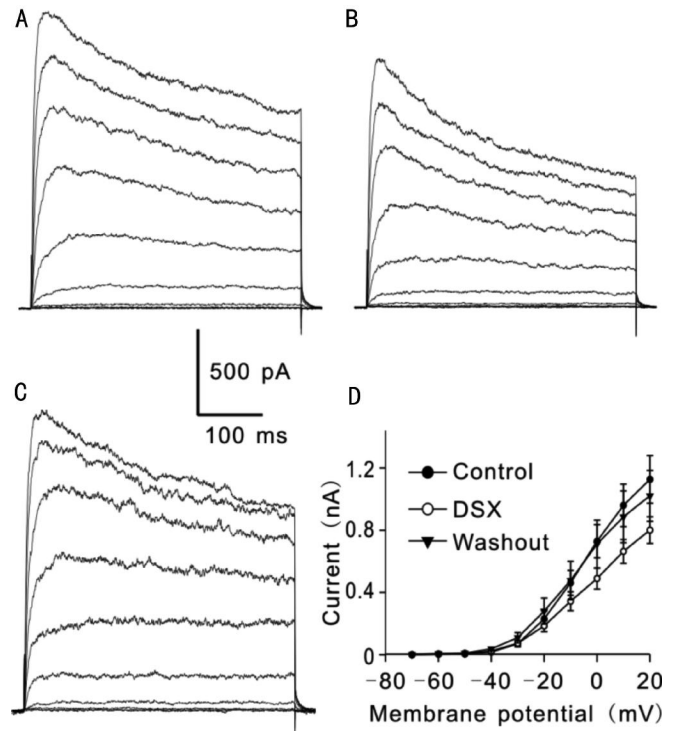 A
B
500 pA
100 ms
C
D
Current (nA)
1.2
0.8
0.4
0
Control
DSX
Washout
−80 −60 −40 −20 0 20
Membrane potential (mV)